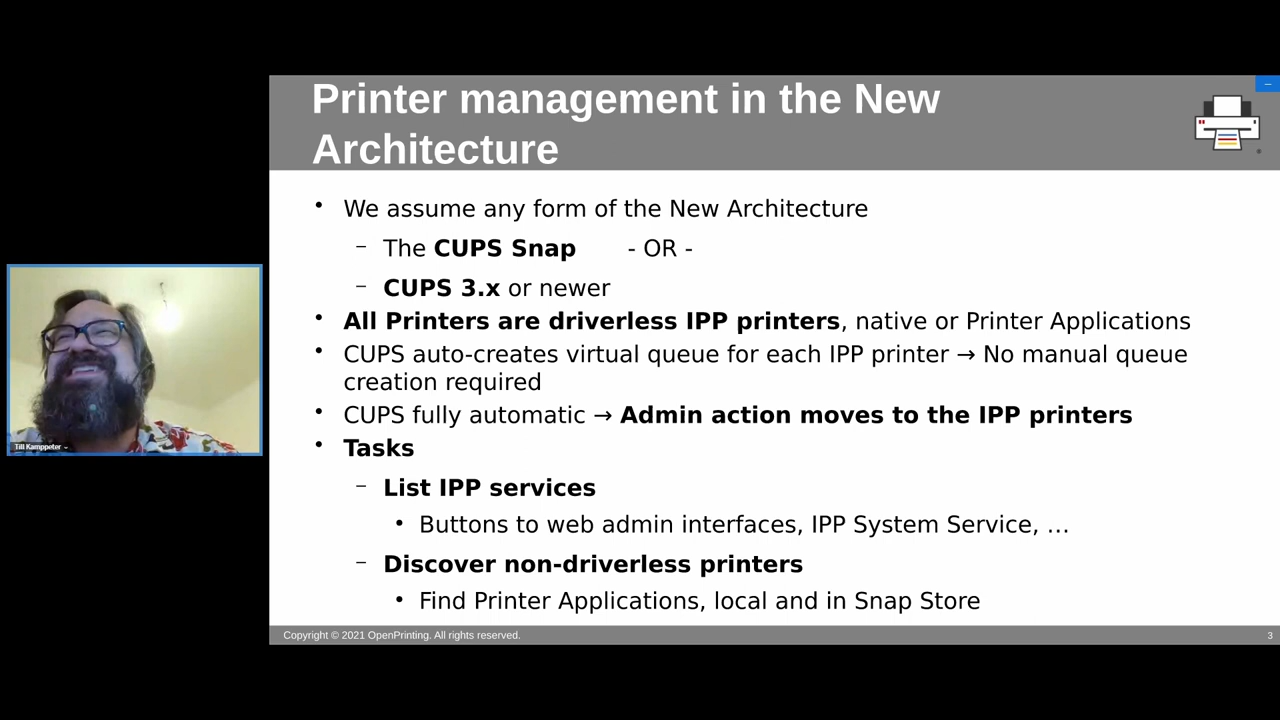 Printer management in the New
Architecture
• We assume any form of the New Architecture
– The CUPS Snap - OR -
– CUPS 3.x or newer
• All Printers are driverless IPP printers, native or Printer Applications
• CUPS auto-creates virtual queue for each IPP printer → No manual queue
creation required
• CUPS fully automatic → Admin action moves to the IPP printers
• Tasks
– List IPP services
• Buttons to web admin interfaces, IPP System Service, …
– Discover non-driverless printers
• Find Printer Applications, local and in Snap Store
Till Kamppeter
Copyright © 2021 OpenPrinting. All rights reserved.
3